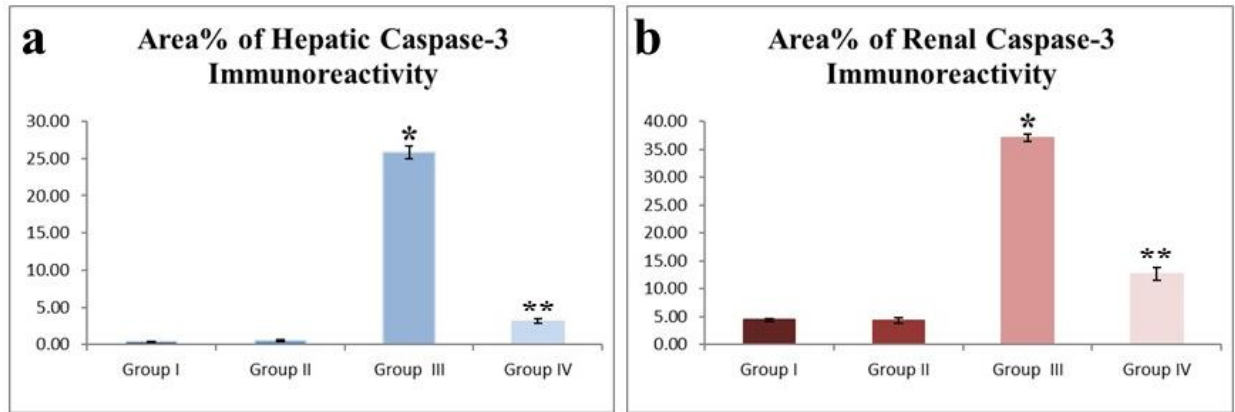 a
Area% of Hepatic Caspase-3
Immunoreactivity
30.00
25.00
20.00
15.00
10.00
5.00
0.00
*
**
Group I
Group II
Group III
Group IV
b
Area% of Renal Caspase-3
Immunoreactivity
40.00
35.00
30.00
25.00
20.00
15.00
10.00
5.00
0.00
*
**
Group I
Group II
Group III
Group IV